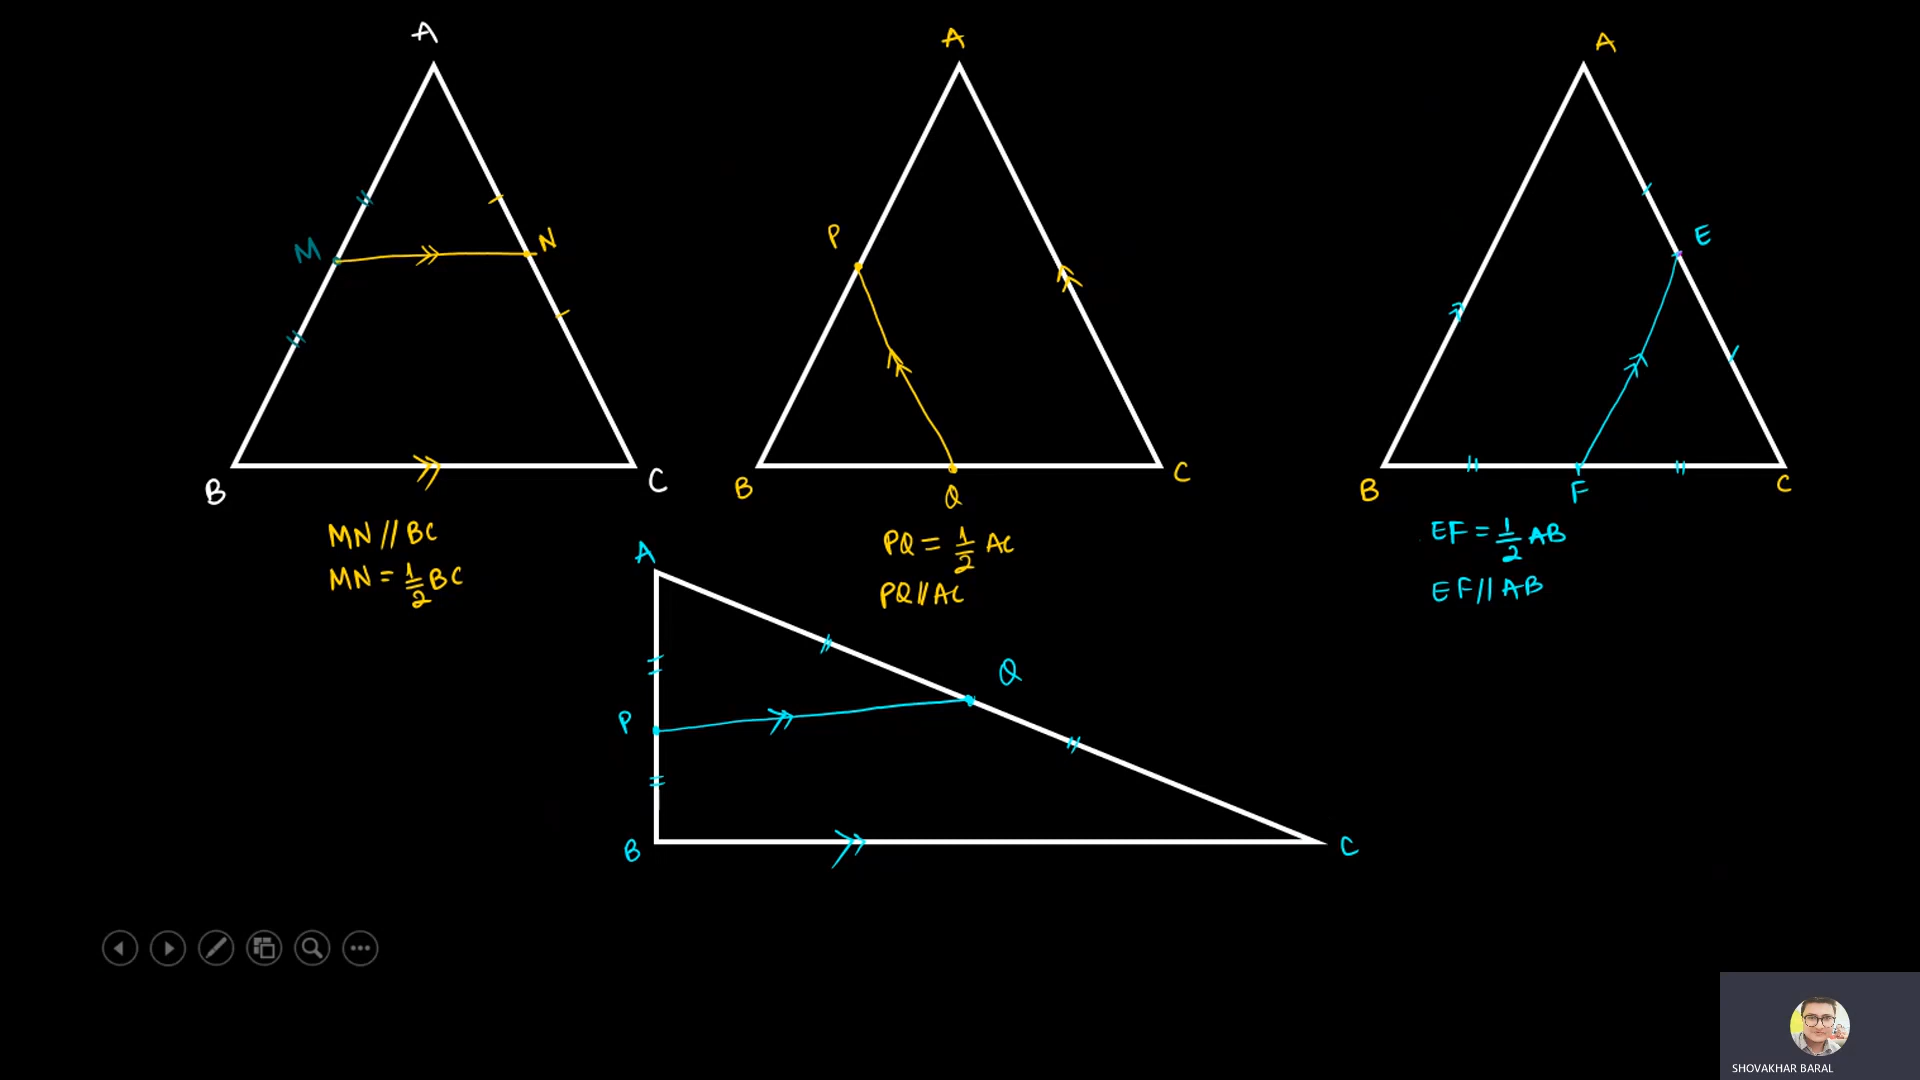 A
A
A
P
E
M
N
B
C
B
Q
C
B
F
C
MN // BC
MN = 1/2 BC
PQ = 1/2 AC
PQ // AC
EF = 1/2 AB
EF // AB
A
Q
P
B
C
SHOVAKHAR BARAL